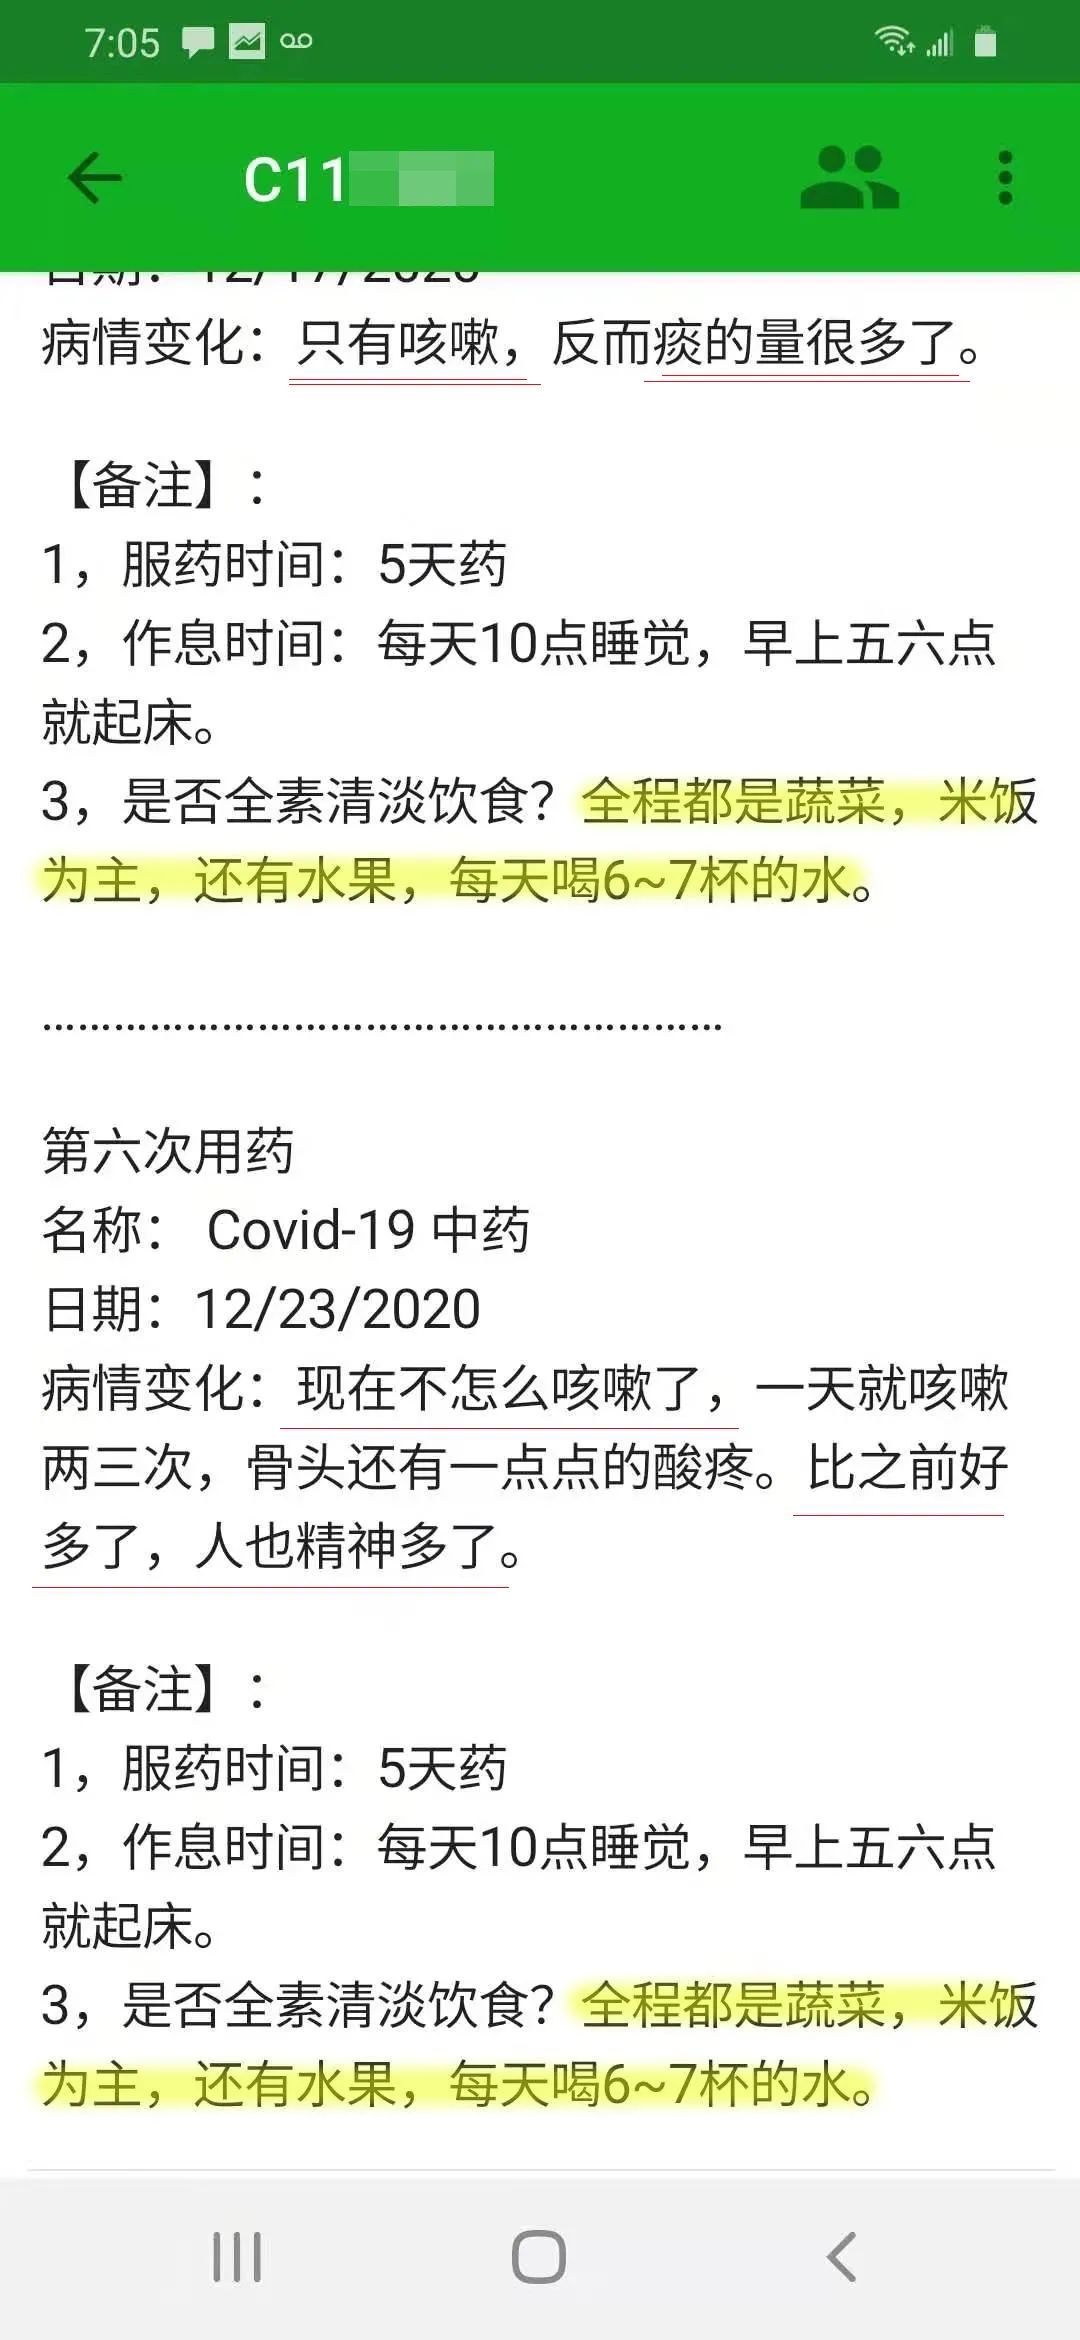 7:05
C11
日期：12/17/2020
病情变化：只有咳嗽，反而痰的量很多了。
【备注】：
1，服药时间：5天药
2，作息时间：每天10点睡觉，早上五六点
就起床。
3，是否全素清淡饮食？全程都是蔬菜，米饭
为主，还有水果，每天喝6~7杯的水。
………………………………………………
第六次用药
名称： Covid-19 中药
日期：12/23/2020
病情变化：现在不怎么咳嗽了，一天就咳嗽
两三次，骨头还有一点点的酸疼。比之前好
多了，人也精神多了。
【备注】：
1，服药时间：5天药
2，作息时间：每天10点睡觉，早上五六点
就起床。
3，是否全素清淡饮食？全程都是蔬菜，米饭
为主，还有水果，每天喝6~7杯的水。